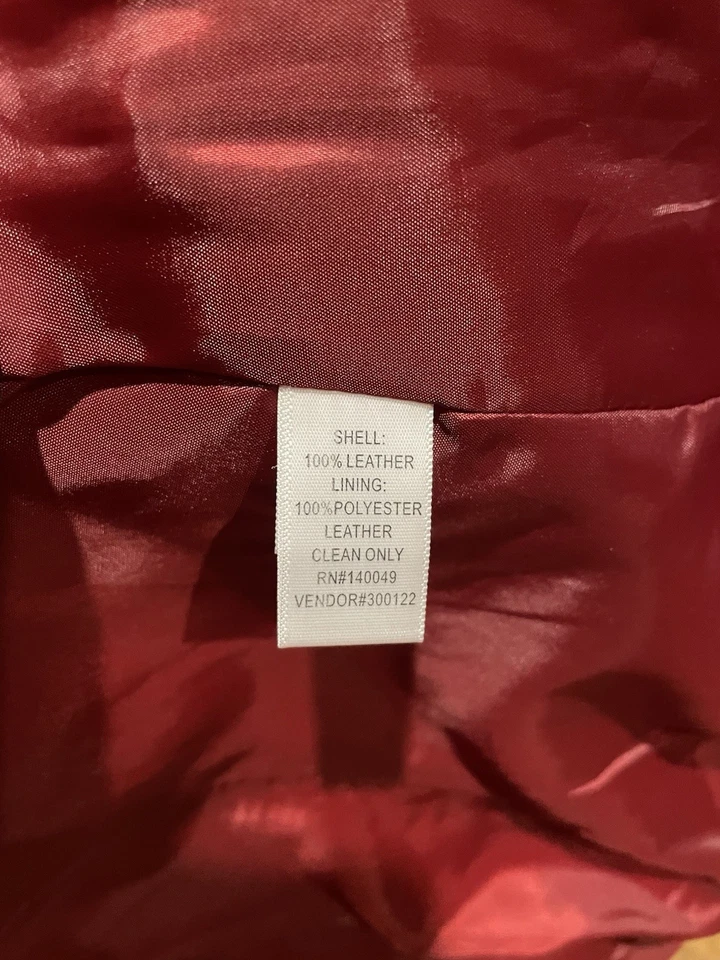 SHELL:
100% LEATHER
LINING:
100%POLYESTER
LEATHER
CLEAN ONLY
RN#140049
VENDOR#300122